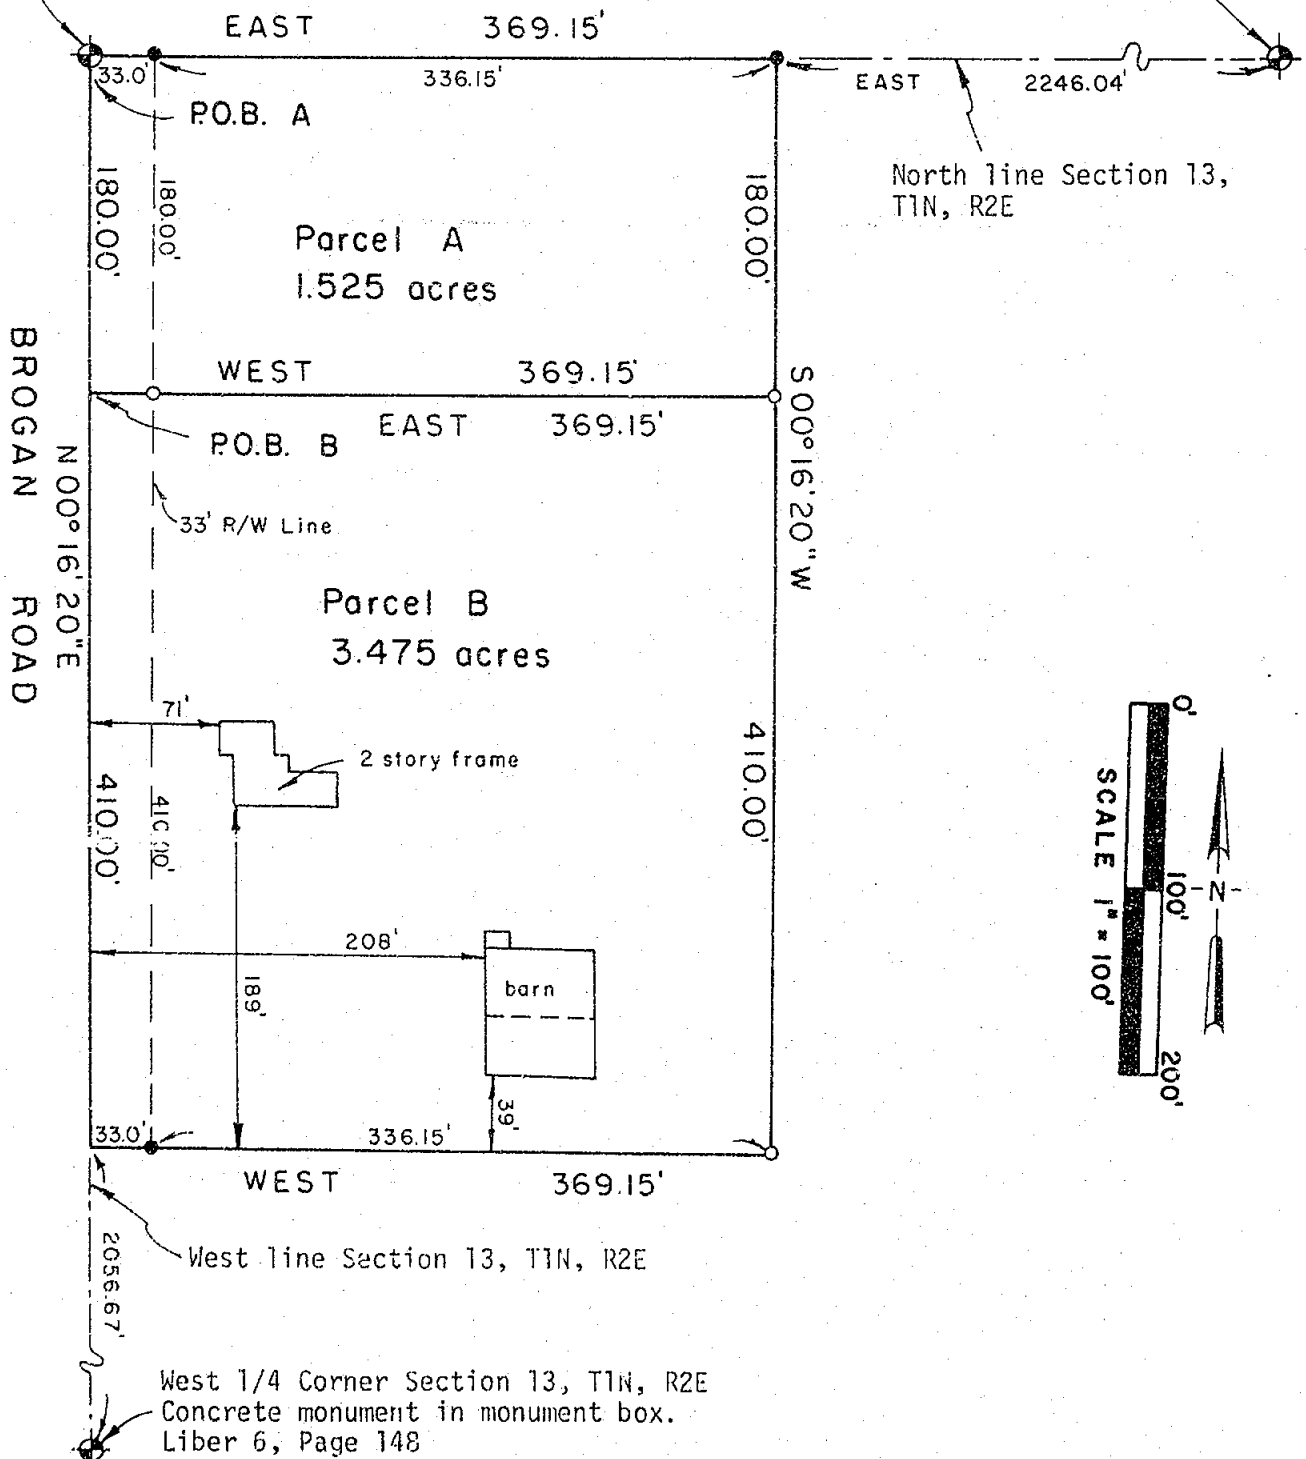 EAST 369.15'
33.0' 336.15' EAST 2246.04'
P.O.B. A
North line Section 13,
T1N, R2E
180.00' 180.00' 180.00'
Parcel A
1.525 acres
WEST 369.15'
EAST 369.15'
P.O.B. B
S 00° 16' 20" W
BROGAN ROAD
N 00° 16' 20" E
33' R/W Line
Parcel B
3.475 acres
71'
2 story frame
410.00' 410.00' 410.00'
0'
100'
200'
SCALE 1" = 100'
N
208'
barn
189'
39'
33.0' 336.15'
WEST 369.15'
West line Section 13, T1N, R2E
2056.67'
West 1/4 Corner Section 13, T1N, R2E
Concrete monument in monument box.
Liber 6, Page 148